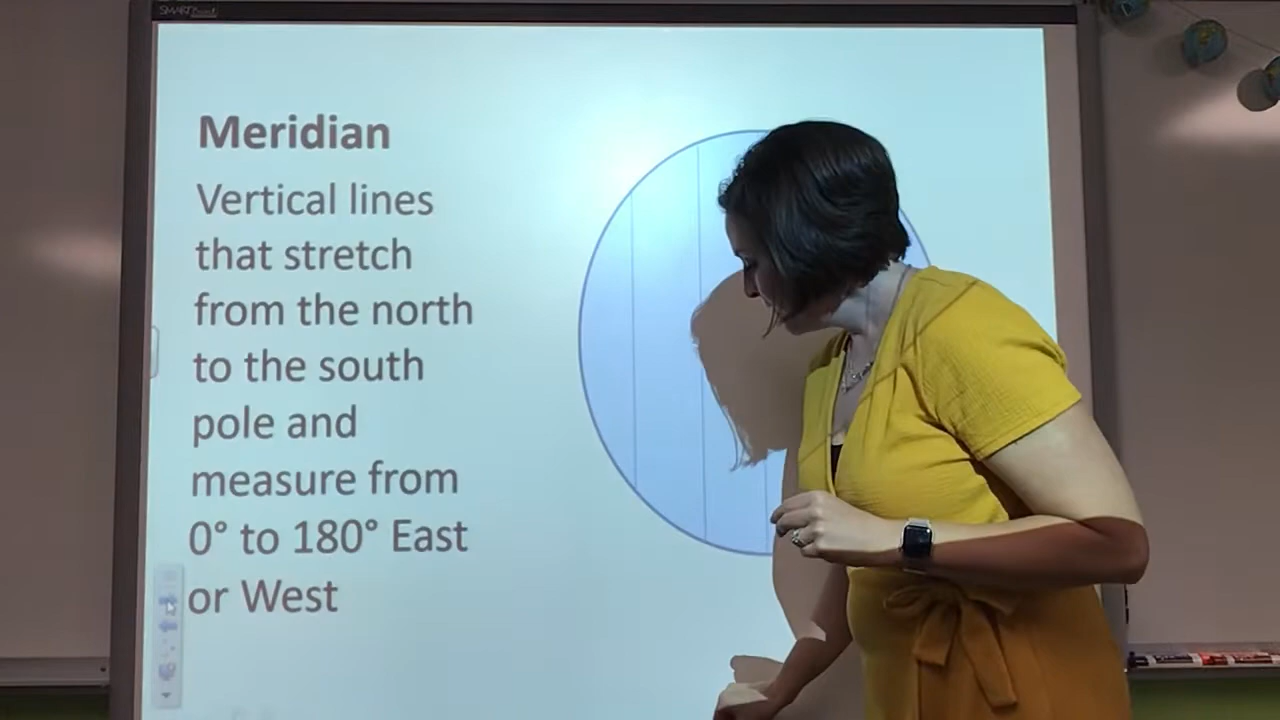 SMART
Meridian
Vertical lines
that stretch
from the north
to the south
pole and
measure from
0° to 180° East
or West